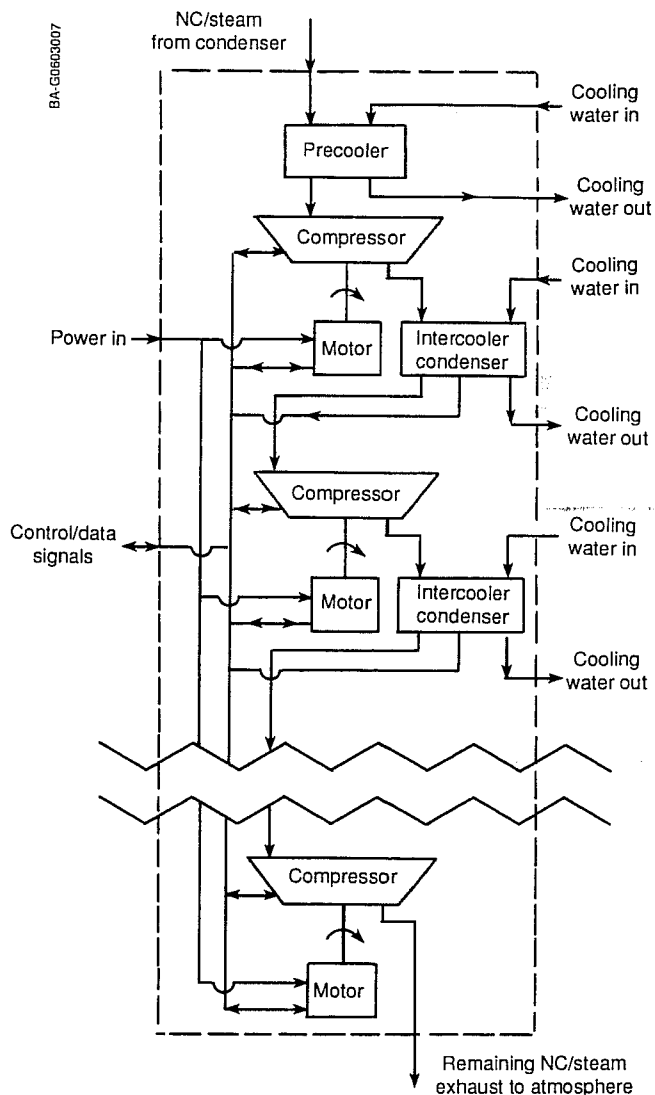 BA-G0603007
NC/steam
from condenser
Cooling
water in
Precooler
Cooling
water out
Compressor
Cooling
water in
Power in
Motor
Intercooler
condenser
Cooling
water out
Compressor
Control/data
signals
Cooling
water in
Motor
Intercooler
condenser
Cooling
water out
Compressor
Motor
Remaining NC/steam
exhaust to atmosphere